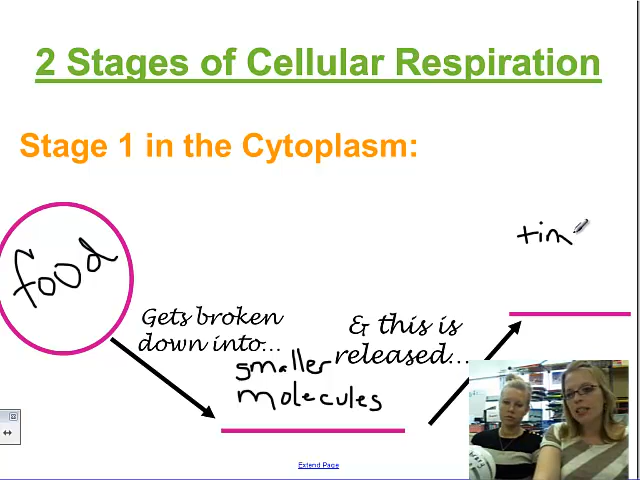 2 Stages of Cellular Respiration
Stage 1 in the Cytoplasm:
food
Gets broken
down into...
smaller
molecules
& this is
released...
tim
Extend Page